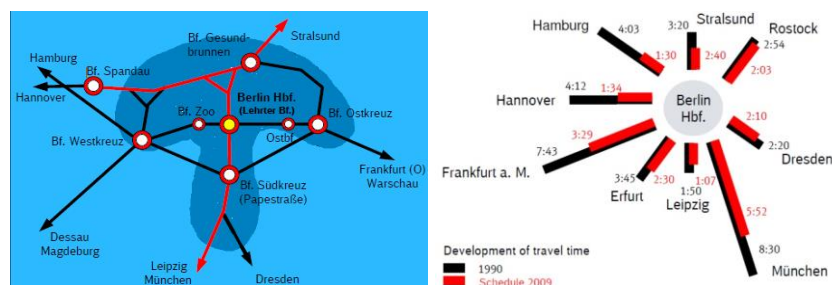 Hamburg
Bf. Spandau
Hannover
Bf. Gesund-
brunnen
Stralsund
Bf. Zoo
Berlin Hbf.
(Lehrter Bf.)
Bf. Ostkreuz
Ostbf.
Bf. Westkreuz
Frankfurt (O)
Warschau
Bf. Südkreuz
(Papestraße)
Dessau
Magdeburg
Leipzig
München
Dresden
Hamburg
4:03
1:30
3:20
Stralsund
2:40
Rostock
2:54
2:03
Hannover
4:12
1:34
Berlin
Hbf.
3:29
7:43
Frankfurt a. M.
2:10
2:20
Dresden
3:45
2:30
Erfurt
1:07
1:50
Leipzig
5:52
8:30
München
Development of travel time
1990
Schedule 2009